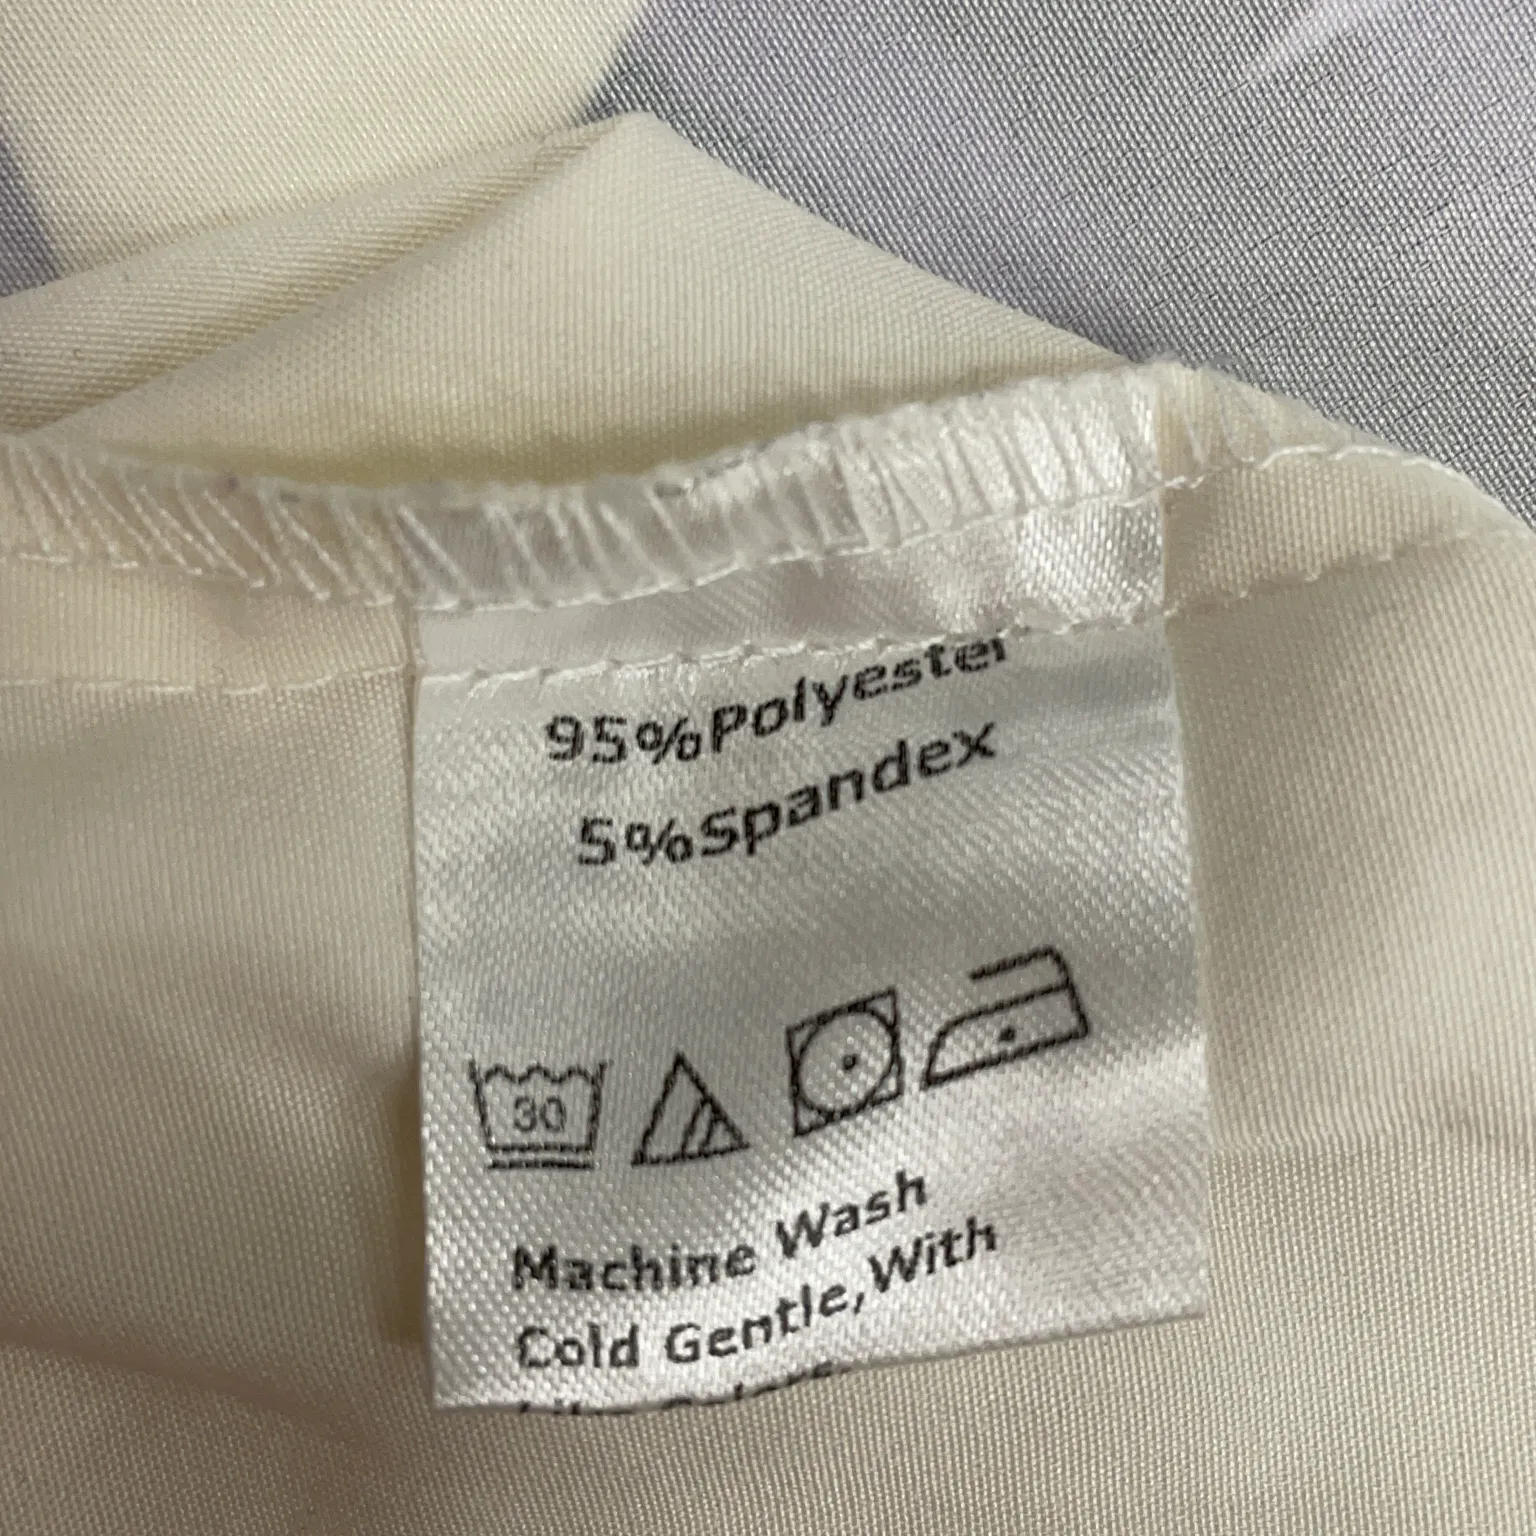 95%Polyester
5%Spandex
30
Machine Wash
Cold Gentle,With